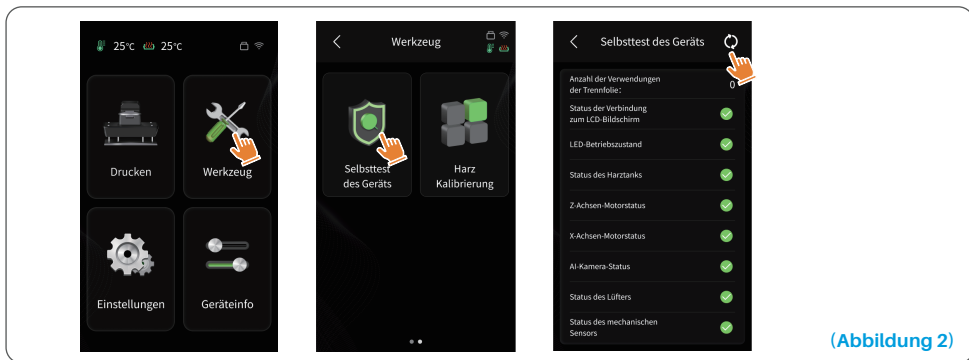 25°C 25°C
Drucken
Werkzeug
Einstellungen
Geräteinfo
Werkzeug
Selbsttest
des Geräts
Harz
Kalibrierung
Selbsttest des Geräts
Anzahl der Verwendungen
der Trennfolie: 0
Status der Verbindung
zum LCD-Bildschirm
LED-Betriebszustand
Status des Harztanks
Z-Achsen-Motorstatus
X-Achsen-Motorstatus
AI-Kamera-Status
Status des Lüfters
Status des mechanischen
Sensors
(Abbildung 2)